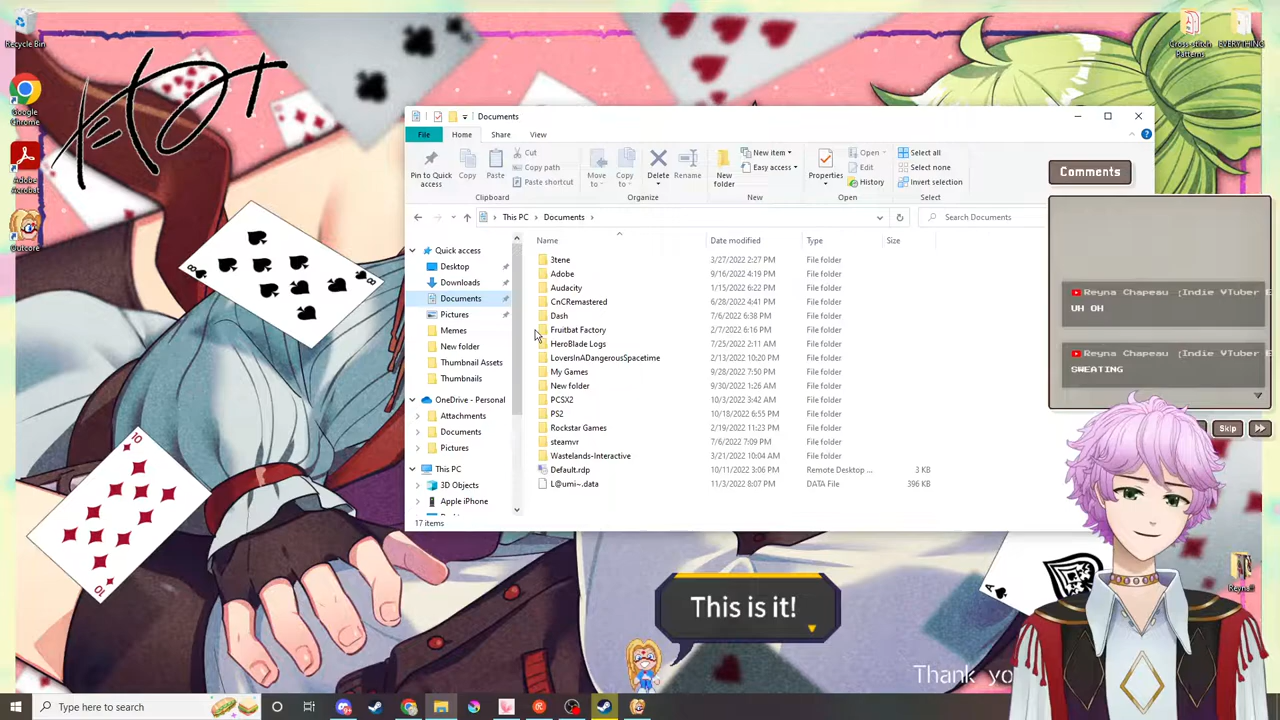 Recycle Bin
Google
Chrome
Adobe
Acrobat
Outcore
Cross stitch
Patterns
EVERYTHING
Documents
File
Home
Share
View
Pin to Quick
access
Copy
Paste
Cut
Copy path
Paste shortcut
Clipboard
Move
to
Copy
to
Delete
Rename
Organize
New
folder
New item
Easy access
New
Properties
Open
Edit
History
Open
Select all
Select none
Invert selection
Select
This PC > Documents >
Search Documents
Quick access
Desktop
Downloads
Documents
Pictures
Memes
New folder
Thumbnail Assets
Thumbnails
OneDrive - Personal
Attachments
Documents
Pictures
This PC
3D Objects
Apple iPhone
Name Date modified Type Size
3tene 3/27/2022 2:27 PM File folder
Adobe 9/16/2022 4:19 PM File folder
Audacity 1/15/2022 6:22 PM File folder
CnCRemastered 6/28/2022 4:41 PM File folder
Dash 7/6/2022 6:38 PM File folder
Fruitbat Factory 2/7/2022 6:16 PM File folder
HeroBlade Logs 7/25/2022 2:11 AM File folder
LoversInADangerousSpacetime 2/13/2022 10:20 PM File folder
My Games 9/28/2022 7:50 PM File folder
New folder 9/30/2022 1:26 AM File folder
PCSX2 10/3/2022 3:42 AM File folder
PS2 10/18/2022 6:55 PM File folder
Rockstar Games 2/19/2022 11:23 PM File folder
steamvr 7/6/2022 7:09 PM File folder
Wastelands-Interactive 3/21/2022 10:04 AM File folder
Default.rdp 10/11/2022 3:06 PM Remote Desktop ... 3 KB
L@umi~.data 11/3/2022 8:07 PM DATA File 396 KB
17 items
Comments
Reyna Chapeau [Indie VTuber E
UH OH
Reyna Chapeau [Indie VTuber E
SWEATING
Skip
This is it!
Thank yo
Type here to search
8
8
10
10
A